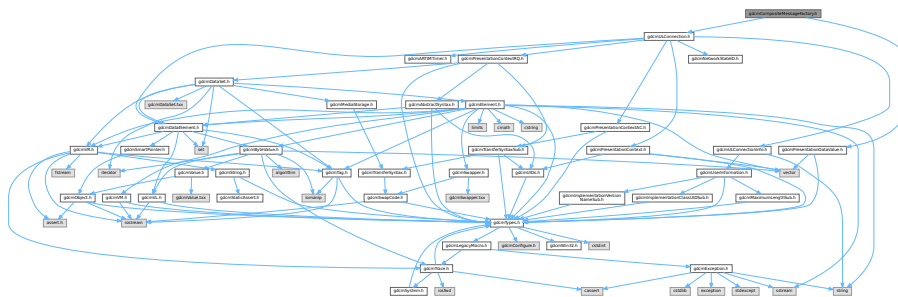 gdcmCompositeMessageFactory.h
gdcmULConnection.h
gdcmARTIMTimer.h
gdcmPresentationContextRQ.h
gdcmNetworkStateID.h
gdcmDataSet.h
gdcmDataSet.txx
gdcmMediaStorage.h
gdcmAbstractSyntax.h
gdcmElement.h
gdcmDataElement.h
limits
cmath
cstring
gdcmPresentationContextAC.h
gdcmVR.h
gdcmSmartPointer.h
set
gdcmByteValue.h
gdcmTransferSyntaxSub.h
gdcmPresentationContext.h
gdcmULConnectionInfo.h
gdcmPresentationDataValue.h
fstream
iterator
gdcmValue.h
gdcmString.h
algorithm
gdcmTag.h
gdcmTransferSyntax.h
gdcmSwapper.h
gdcmUIDs.h
gdcmUserInformation.h
vector
gdcmObject.h
gdcmVM.h
gdcmVL.h
gdcmValue.txx
gdcmStaticAssert.h
iomanip
gdcmSwapCode.h
gdcmSwapper.txx
gdcmImplementationVersion
NameSub.h
gdcmImplementationClassUIDSub.h
gdcmMaximumLengthSub.h
assert.h
iostream
gdcmTypes.h
gdcmLegacyMacro.h
gdcmConfigure.h
gdcmWin32.h
cstdint
gdcmTrace.h
gdcmException.h
gdcmSystem.h
iosfwd
cassert
cstdlib
exception
stdexcept
sstream
string